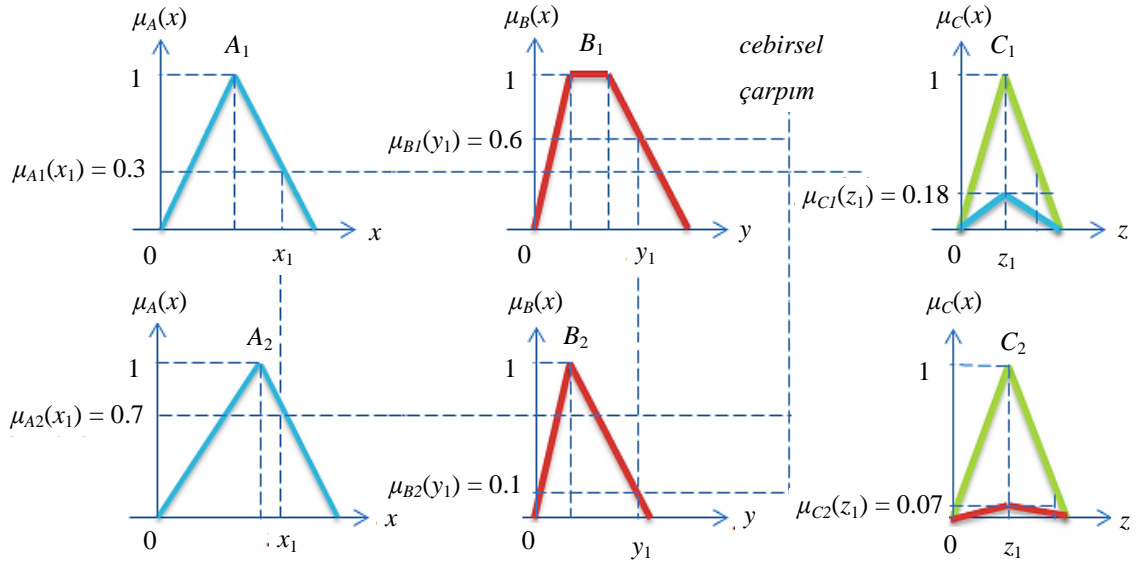 μA(x)
A1
1
μA1(x1) = 0.3
0
x1
x
μB(x)
B1
1
μB1(y1) = 0.6
0
y1
y
cebirsel
çarpım
μC(x)
C1
1
μC1(z1) = 0.18
0
z1
z
μA(x)
A2
1
μA2(x1) = 0.7
0
x1
x
μB(x)
B2
1
μB2(y1) = 0.1
0
y1
y
μC(x)
C2
1
μC2(z1) = 0.07
0
z1
z